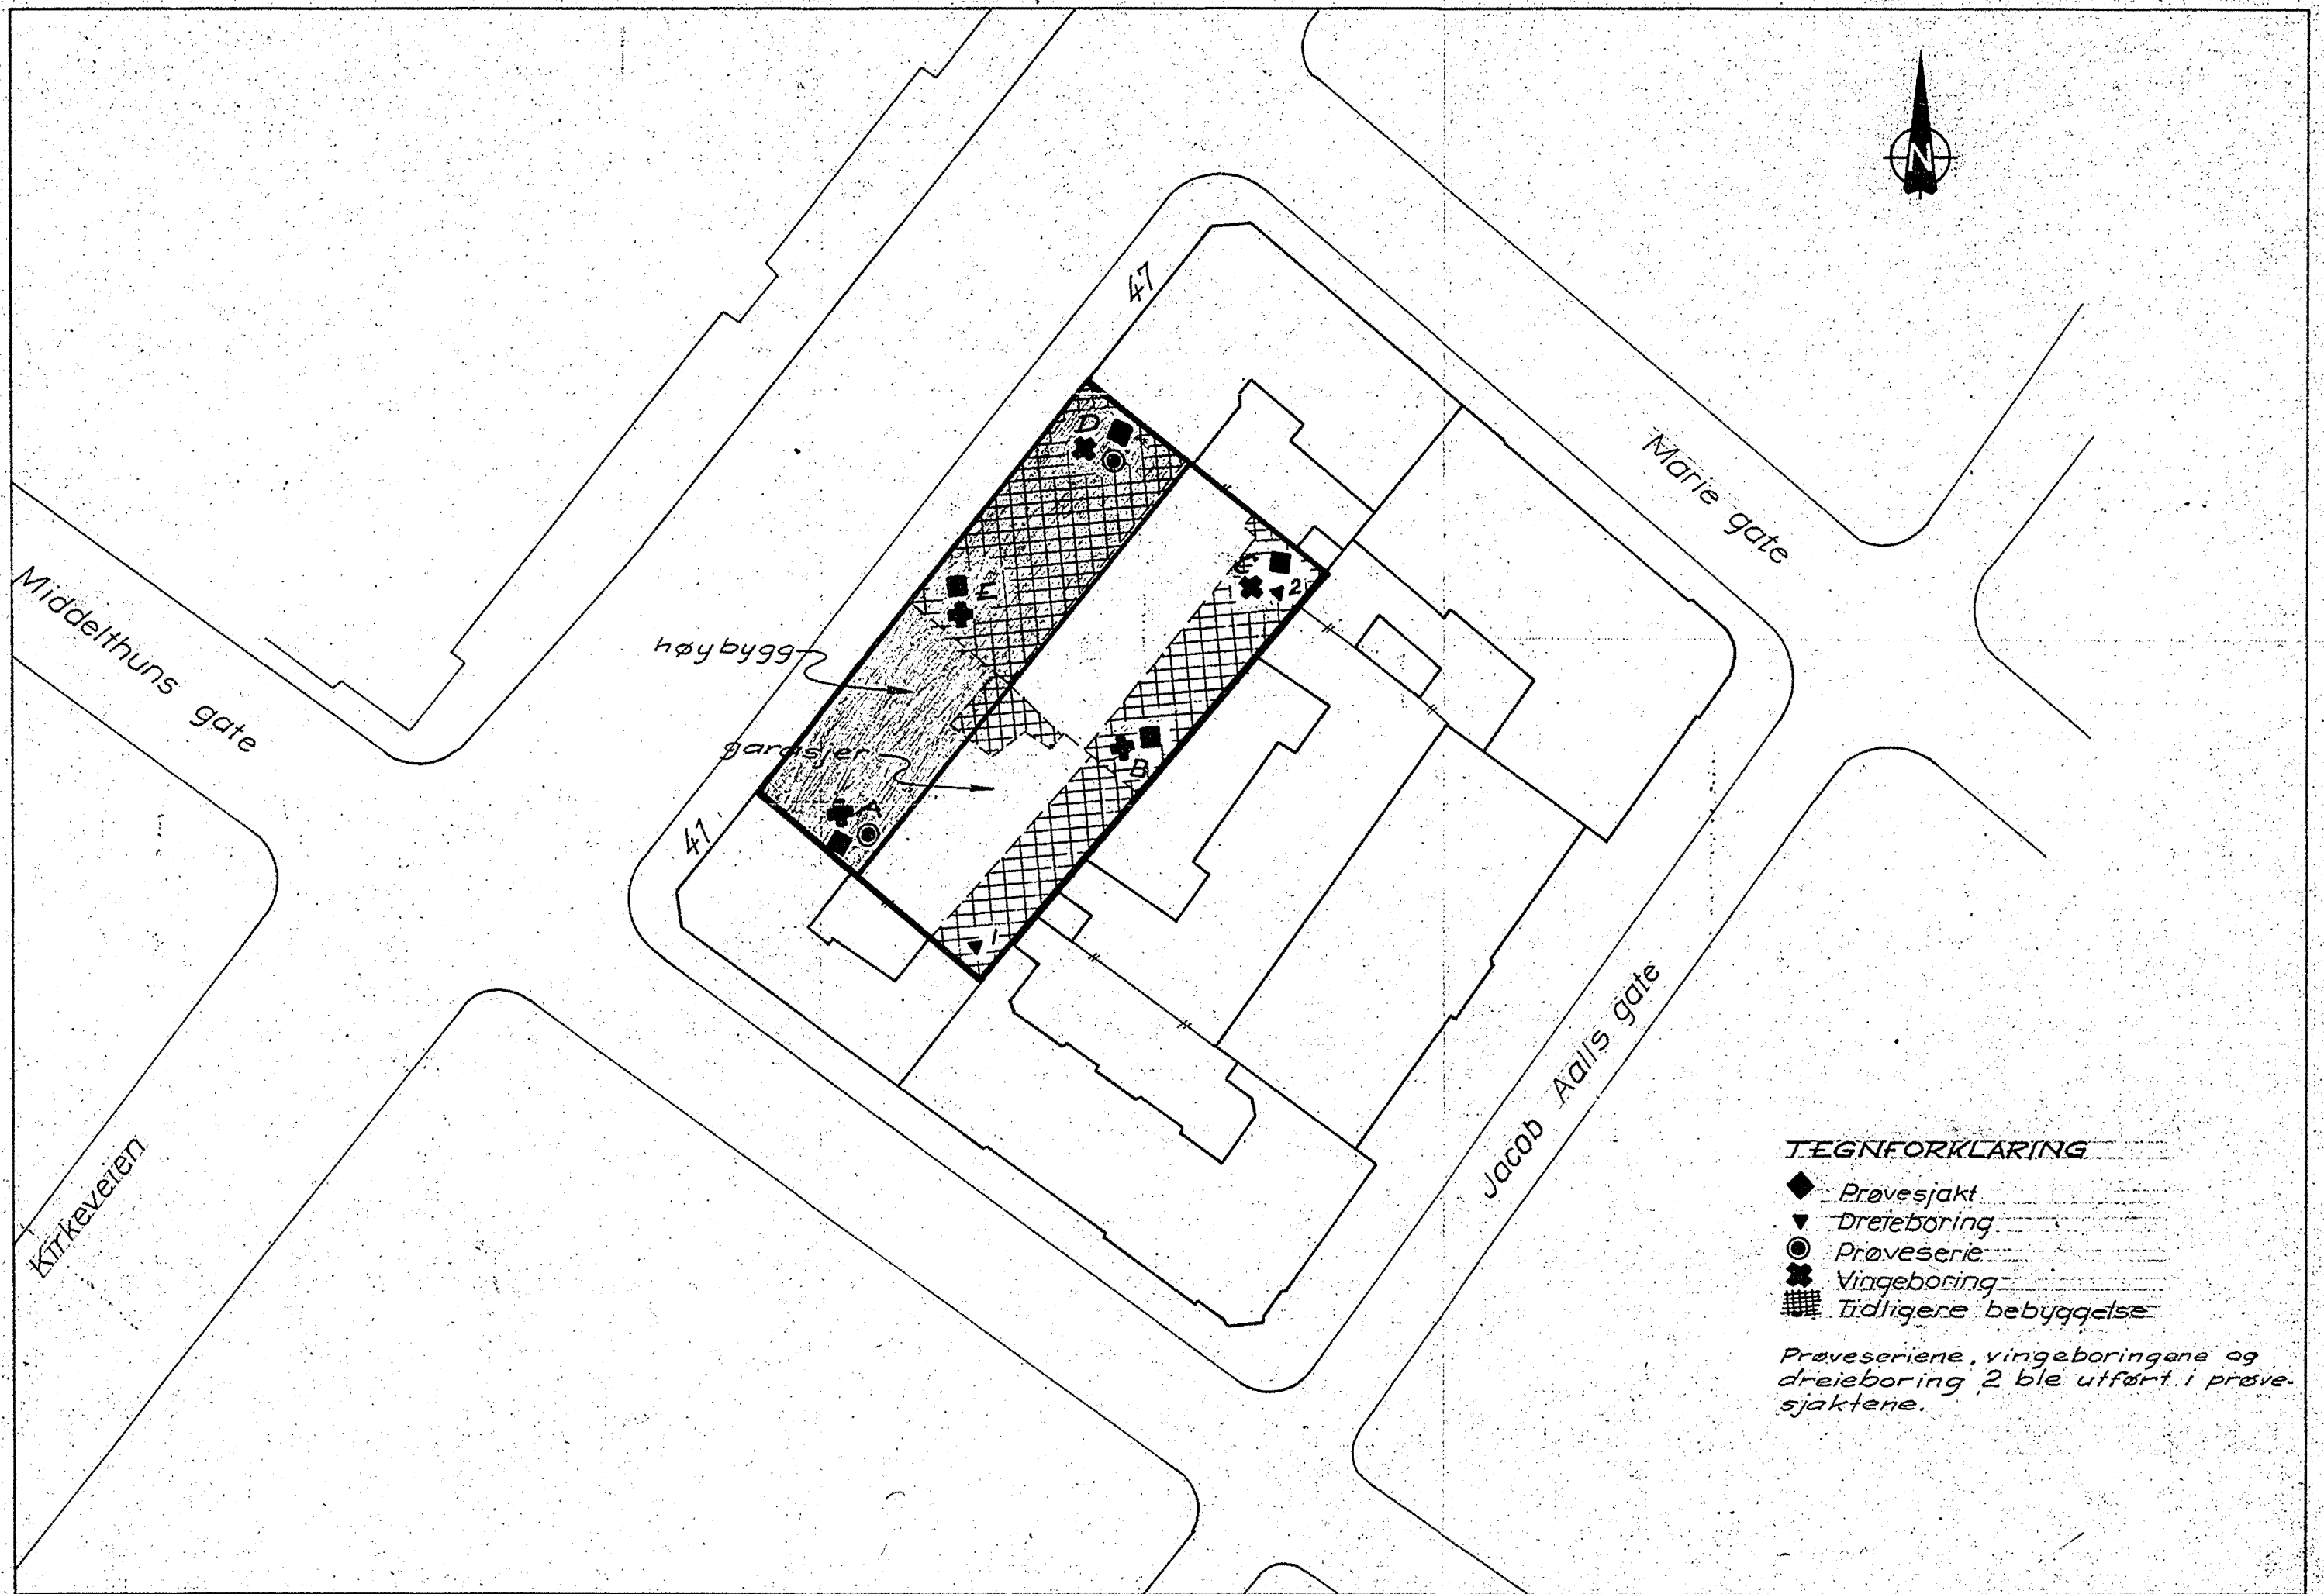 N
47
Marie gate
D
E
C
2
høybygg
Middelthuns gate
garasjer
B
A
41
1
Jacob Aalls gate
Kirkeveien
TEGNFORKLARING
Prøvesjakt
Dreieboring
Prøveserie
Vingeboring
Tidligere bebyggelse
Prøveseriene, vingeboringene og
dreieboring 2 ble utført i prøve-
sjaktene.